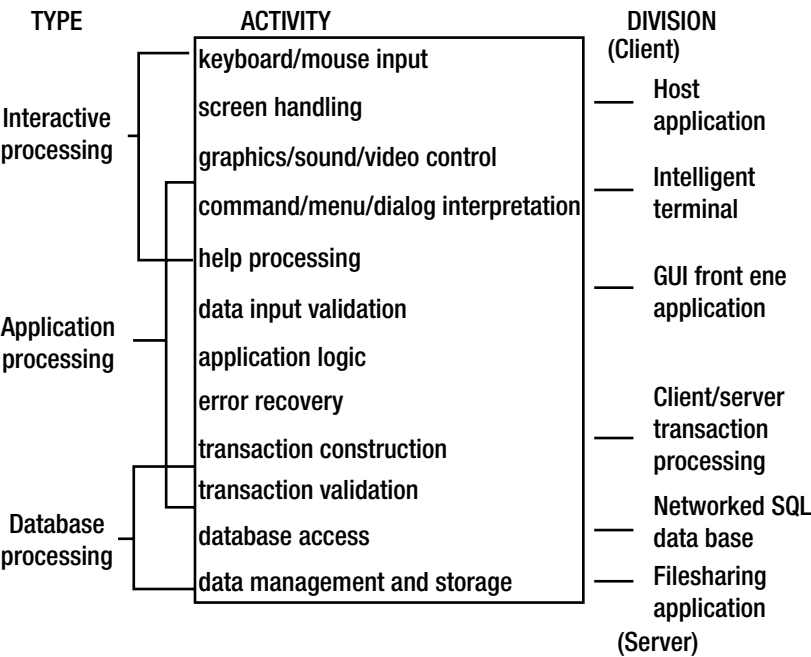 TYPE
ACTIVITY
DIVISION
(Client)
Interactive
processing
Application
processing
Database
processing
keyboard/mouse input
screen handling
graphics/sound/video control
command/menu/dialog interpretation
help processing
data input validation
application logic
error recovery
transaction construction
transaction validation
database access
data management and storage
Host
application
Intelligent
terminal
GUI front ene
application
Client/server
transaction
processing
Networked SQL
data base
Filesharing
application
(Server)